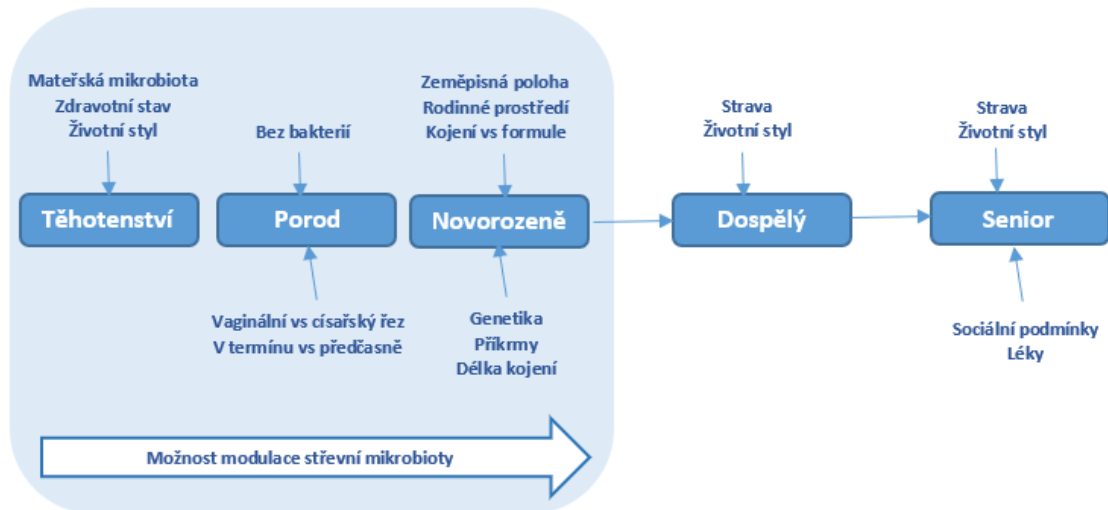 Mateřská mikrobiota
Zdravotní stav
Životní styl
Bez bakterií
Zeměpisná poloha
Rodinné prostředí
Kojení vs formule
Strava
Životní styl
Strava
Životní styl
Těhotenství
Porod
Novorozeně
Dospělý
Senior
Vaginální vs císařský řez
V termínu vs předčasně
Genetika
Příkrmy
Délka kojení
Sociální podmínky
Léky
Možnost modulace střevní mikrobioty